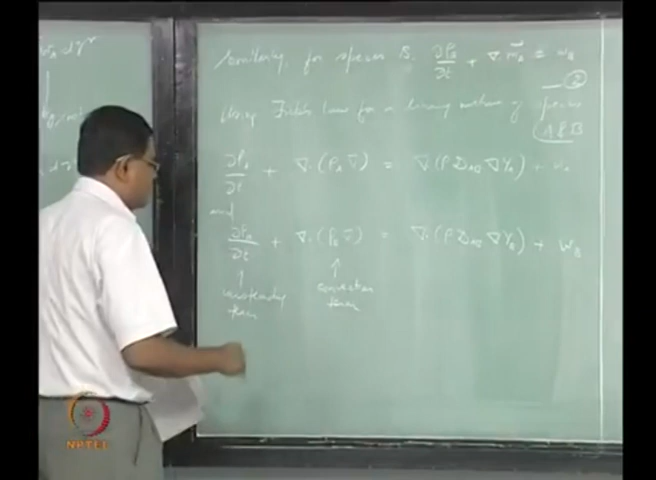 Similarly, for species B, ∂ρ_B/∂t + ∇·ṁ_B = w_B
— ②
Using Fick's law for a binary mixture of species
A & B
∂ρ_A/∂t + ∇·(ρ_A v̄) = ∇·(ρ D_AB ∇Y_A) + w_A
and
∂ρ_B/∂t + ∇·(ρ_B v̄) = ∇·(ρ D_AB ∇Y_B) + w_B
↑ ↑
unsteady convection
term term
NPTEL